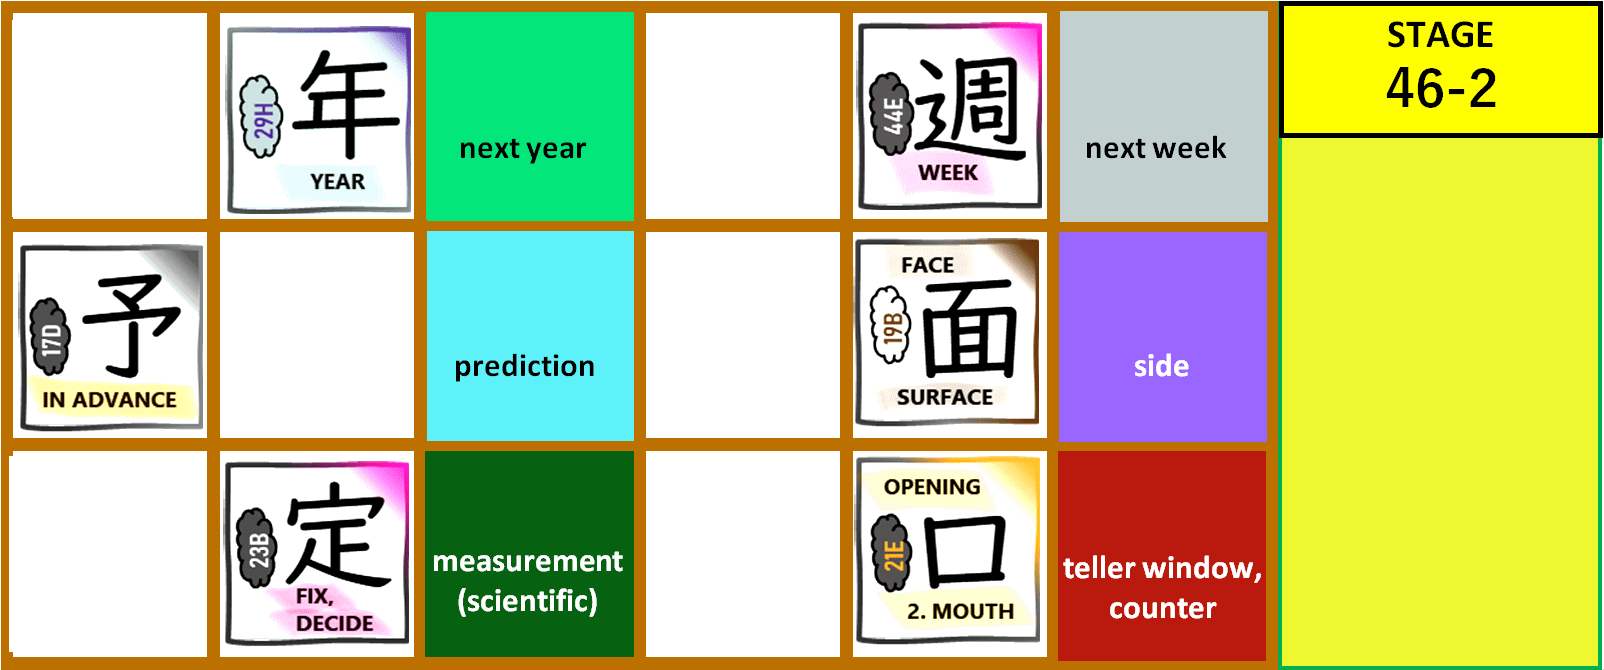 29H
年
YEAR
next year
44E
週
WEEK
next week
STAGE
46-2
17D
予
IN ADVANCE
prediction
FACE
19B
面
SURFACE
side
23B
定
FIX,
DECIDE
measurement
(scientific)
OPENING
21E
口
2. MOUTH
teller window,
counter